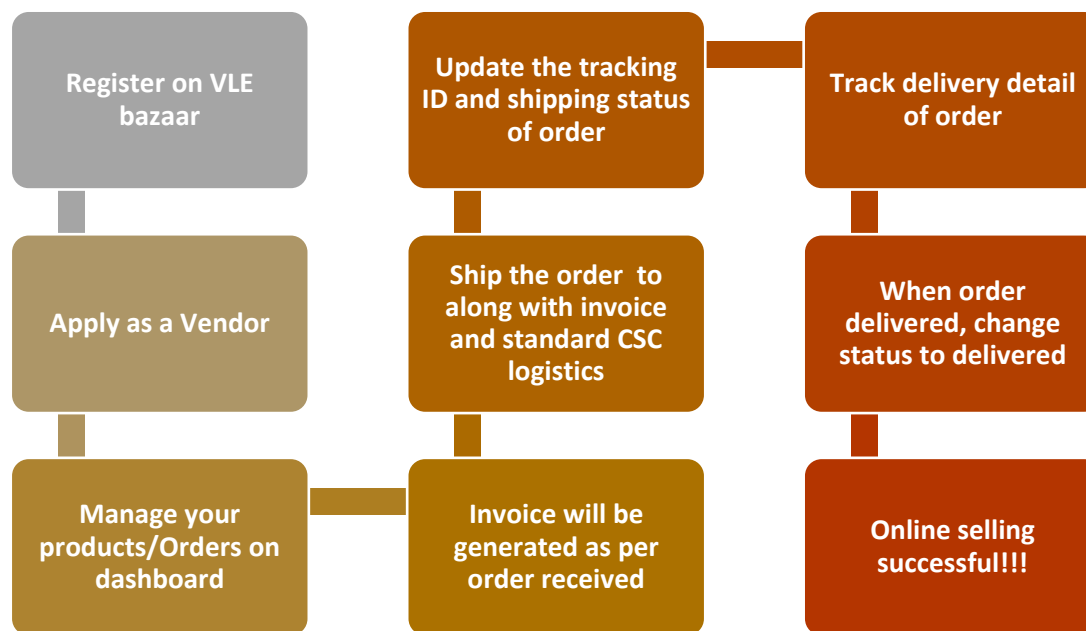 Register on VLE
bazaar
Apply as a Vendor
Manage your
products/Orders on
dashboard
Invoice will be
generated as per
order received
Ship the order  to
along with invoice
and standard CSC
logistics
Update the tracking
ID and shipping status
of order
Track delivery detail
of order
When order
delivered, change
status to delivered
Online selling
successful!!!